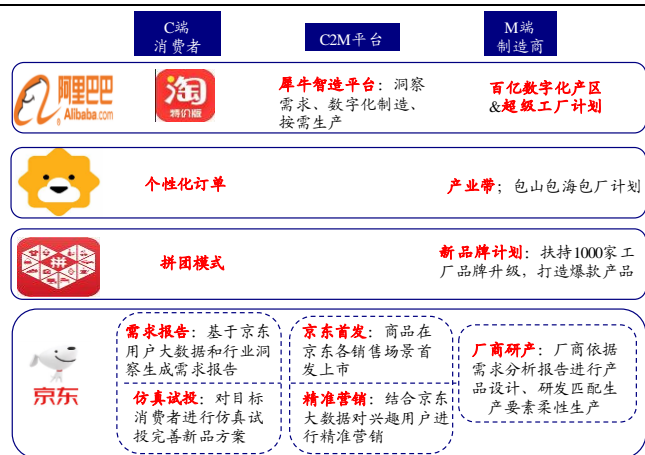 C端
消费者
C2M平台
M端
制造商
阿里巴巴
Alibaba.com
淘
特价版
犀牛智造平台：洞察
需求、数字化制造、
按需生产
百亿数字化产区
&超级工厂计划
个性化订单
产业带；包山包海包厂计划
拼
拼团模式
新品牌计划：扶持1000家工
厂品牌升级，打造爆款产品
京东
需求报告：基于京东
用户大数据和行业洞
察生成需求报告
仿真试投：对目标
消费者进行仿真试
投完善新品方案
京东首发：商品在
京东各销售场景首
发上市
精准营销：结合京东
大数据对兴趣用户进
行精准营销
厂商研产：厂商依据
需求分析报告进行产
品设计、研发匹配生
产要素柔性生产